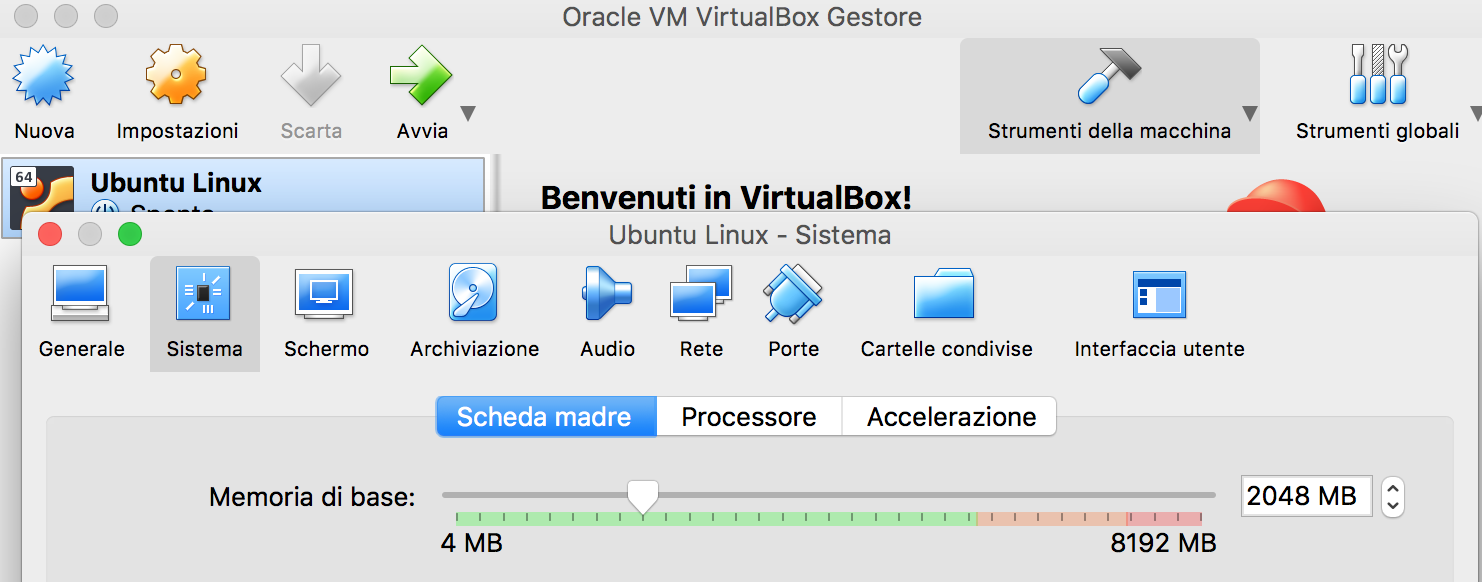 Oracle VM VirtualBox Gestore
Nuova Impostazioni Scarta Avvia Strumenti della macchina Strumenti globali
64
Ubuntu Linux
Benvenuti in VirtualBox!
Ubuntu Linux - Sistema
Generale Sistema Schermo Archiviazione Audio Rete Porte Cartelle condivise Interfaccia utente
Scheda madre Processore Accelerazione
Memoria di base: 2048 MB
4 MB 8192 MB